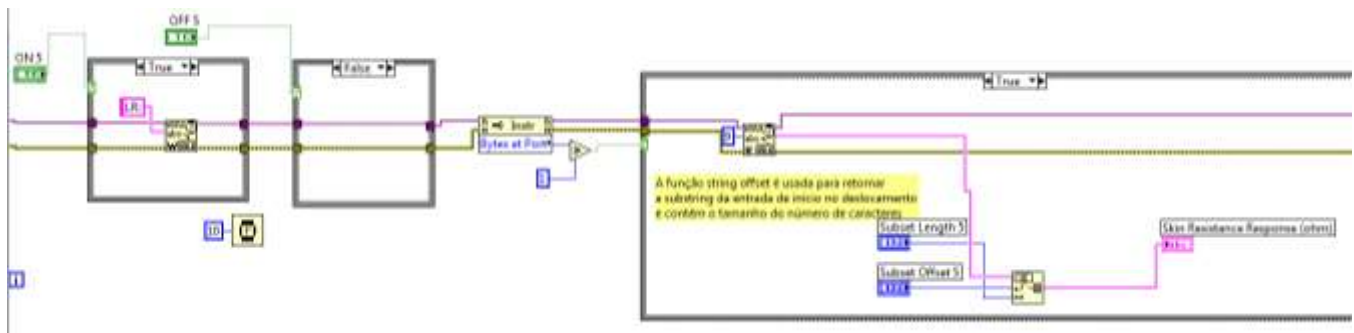 OFF 5
ON 5
True
False
True
LR
Instr
Bytes at Port
10
A função string offset é usada para retornar
a substring da entrada de início no deslocamento
e contém o tamanho do número de caracteres
Subset Length 5
Skin Resistance Response (ohm)
Subset Offset 5
i